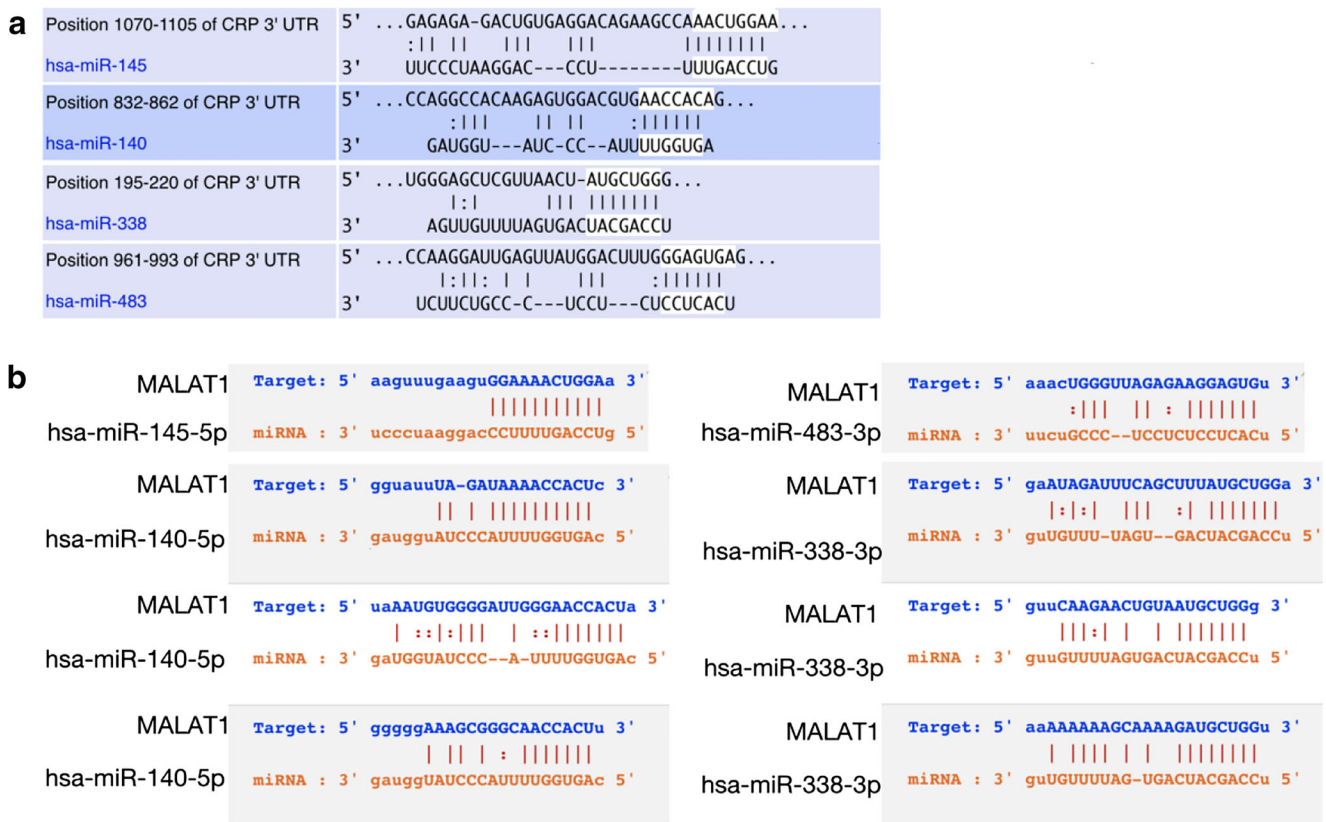 a
Position 1070-1105 of CRP 3' UTR 5' ...GAGAGA-GACUGUGAGGACAGAAGCCAAACUGGAA...
hsa-miR-145 3' UUCCCUAAGGAC---CCU--------UUUGACCUG
Position 832-862 of CRP 3' UTR 5' ...CCAGGCCACAAGAGUGGACGUGAACCACAG...
hsa-miR-140 3' GAUGGU---AUC-CC--AUUUUGGUGA
Position 195-220 of CRP 3' UTR 5' ...UGGGAGCUCGUUAACU-AUGCUGGG...
hsa-miR-338 3' AGUUGUUUUAGUGACUACGACCU
Position 961-993 of CRP 3' UTR 5' ...CCAAGGAUUGAGUUAUGGACUUUGGGAGUGAG...
hsa-miR-483 3' UCUUCUGCC-C---UCCU---CUCCUCACU
b
MALAT1 Target: 5' aaguuugaaguGGAAAACUGGAa 3'
hsa-miR-145-5p miRNA : 3' ucccuaaggacCCUUUUGACCUg 5'
MALAT1 Target: 5' gguauuUA-GAUAAAACCACUc 3'
hsa-miR-140-5p miRNA : 3' gaugguAUCCCAUUUUGGUGAc 5'
MALAT1 Target: 5' uaAAUGUGGGGAUUGGGAACCACUa 3'
hsa-miR-140-5p miRNA : 3' gaUGGUAUCCC--A-UUUUGGUGAc 5'
MALAT1 Target: 5' gggggAAAGCGGGCAACCACUu 3'
hsa-miR-140-5p miRNA : 3' gauggUAUCCCAUUUUGGUGAc 5'
MALAT1 Target: 5' aaacUGGGUUAGAGAAGGAGUGu 3'
hsa-miR-483-3p miRNA : 3' uucuGCCC--UCCUCUCCUCACu 5'
MALAT1 Target: 5' gaAUAGAUUUCAGCUUUAUGCUGGa 3'
hsa-miR-338-3p miRNA : 3' guUGUUU-UAGU--GACUACGACCu 5'
MALAT1 Target: 5' guuCAAGAACUGUAAUGCUGGg 3'
hsa-miR-338-3p miRNA : 3' guuGUUUUAGUGACUACGACCu 5'
MALAT1 Target: 5' aaAAAAAAGCAAAAGAUGCUGGu 3'
hsa-miR-338-3p miRNA : 3' guUGUUUUAG-UGACUACGACCu 5'